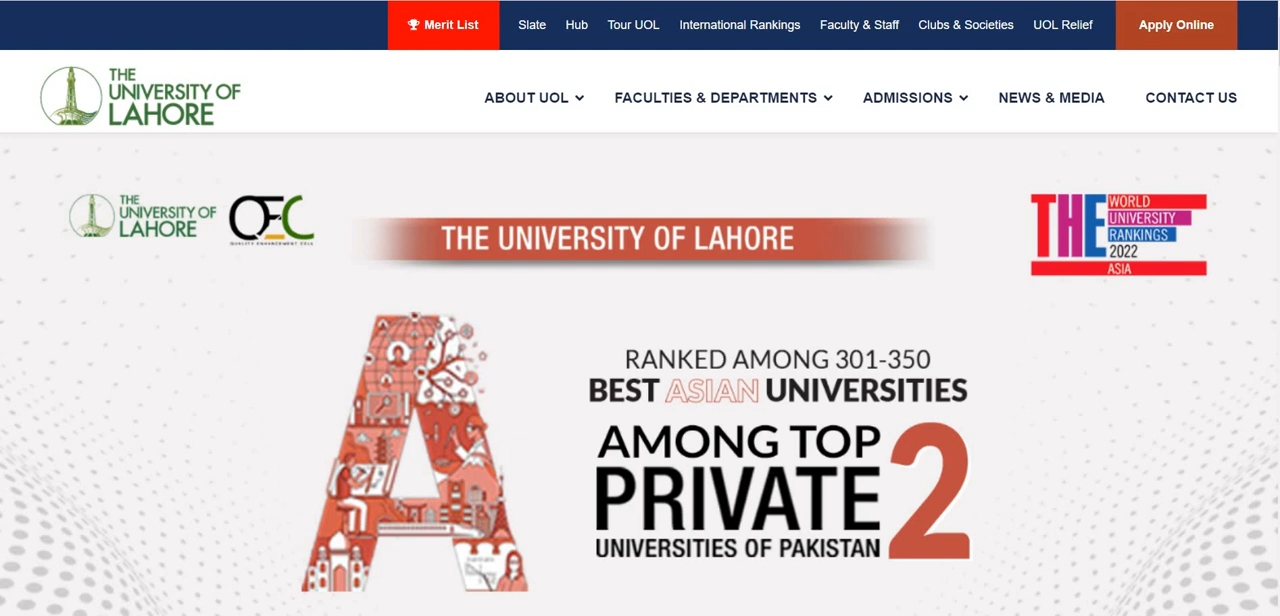 Merit List
Slate
Hub
Tour UOL
International Rankings
Faculty & Staff
Clubs & Societies
UOL Relief
Apply Online
THE
UNIVERSITY OF
LAHORE
ABOUT UOL
FACULTIES & DEPARTMENTS
ADMISSIONS
NEWS & MEDIA
CONTACT US
THE
UNIVERSITY OF
LAHORE
QEC
QUALITY ENHANCEMENT CELL
THE UNIVERSITY OF LAHORE
THE
WORLD
UNIVERSITY
RANKINGS
2022
ASIA
RANKED AMONG 301-350
BEST ASIAN UNIVERSITIES
AMONG TOP
PRIVATE 2
UNIVERSITIES OF PAKISTAN
A